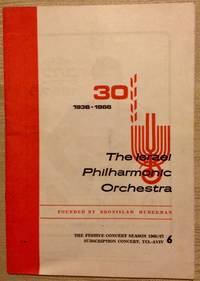 30
1936-1966
The Israel
Philharmonic
Orchestra
FOUNDED BY BRONISLAW HUBERMAN
THE FESTIVE CONCERT SEASON 1966/67
SUBSCRIPTION CONCERT, TEL-AVIV 6